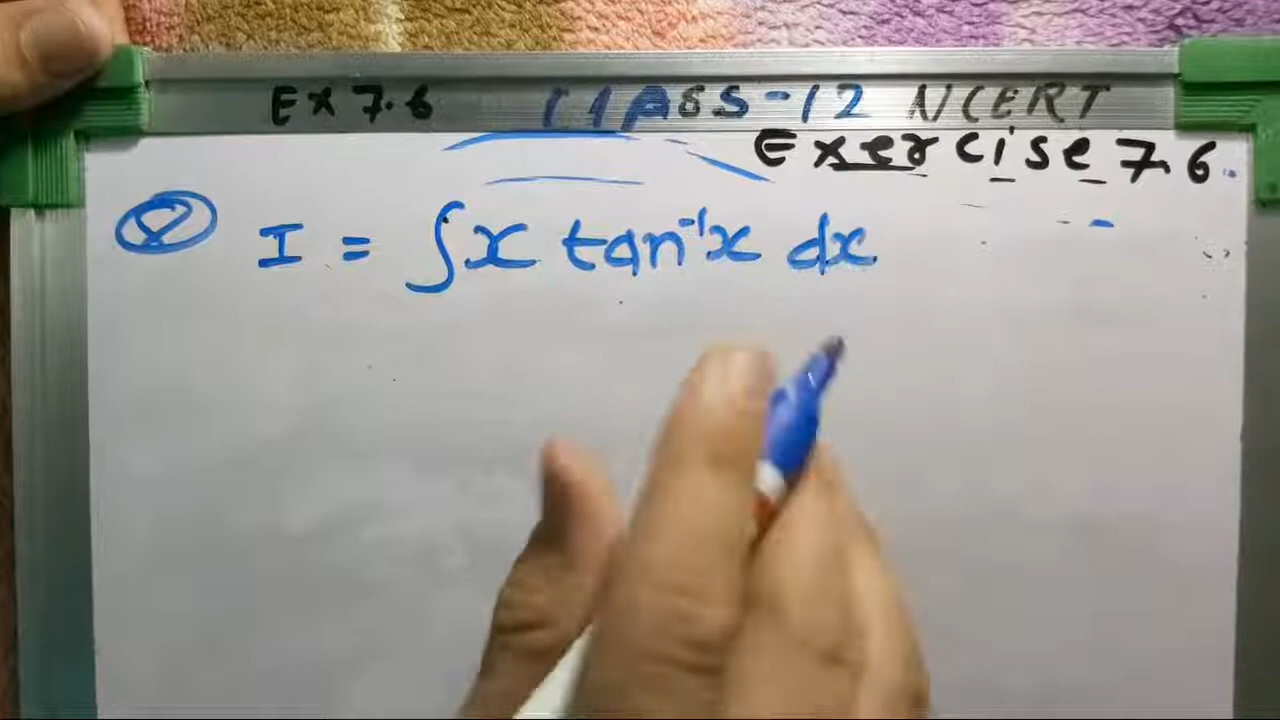 Ex 7.6 CLASS-12 NCERT
Exercise 7.6.
Q I = ∫x tan⁻¹x dx